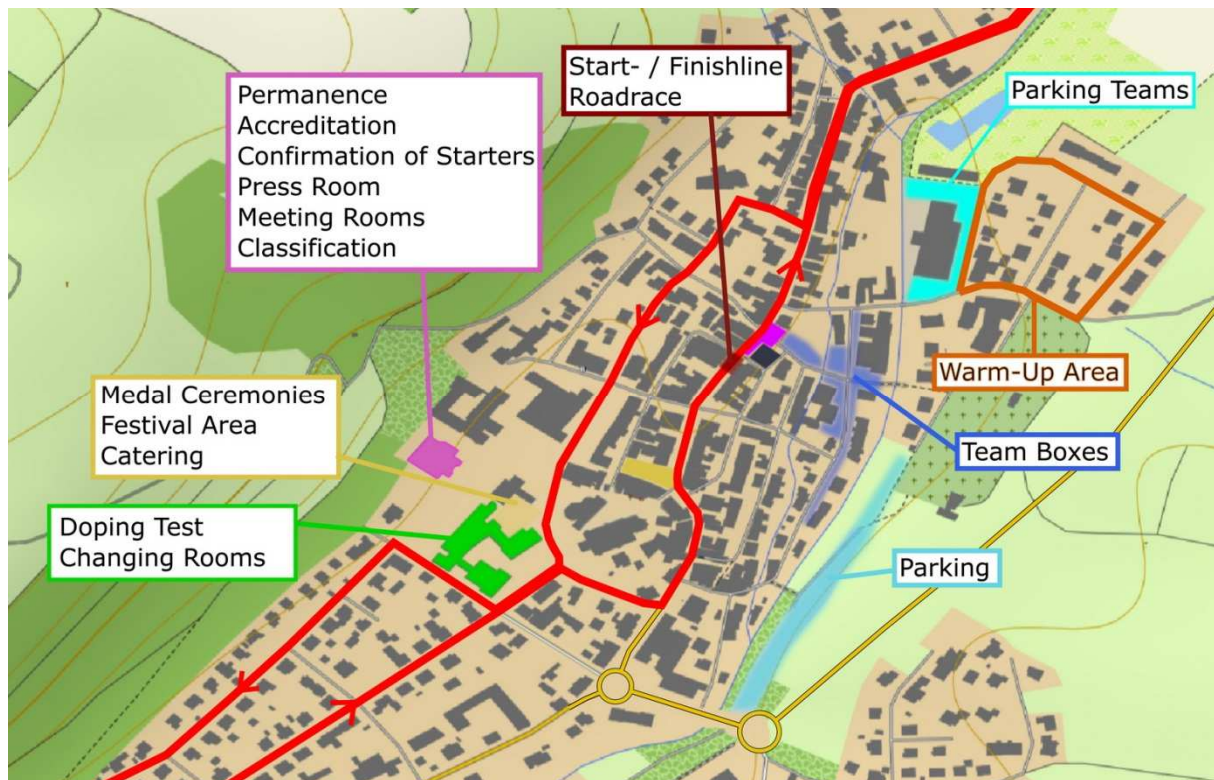 Permanence
Accreditation
Confirmation of Starters
Press Room
Meeting Rooms
Classification
Start- / Finishline
Roadrace
Parking Teams
Warm-Up Area
Medal Ceremonies
Festival Area
Catering
Team Boxes
Doping Test
Changing Rooms
Parking